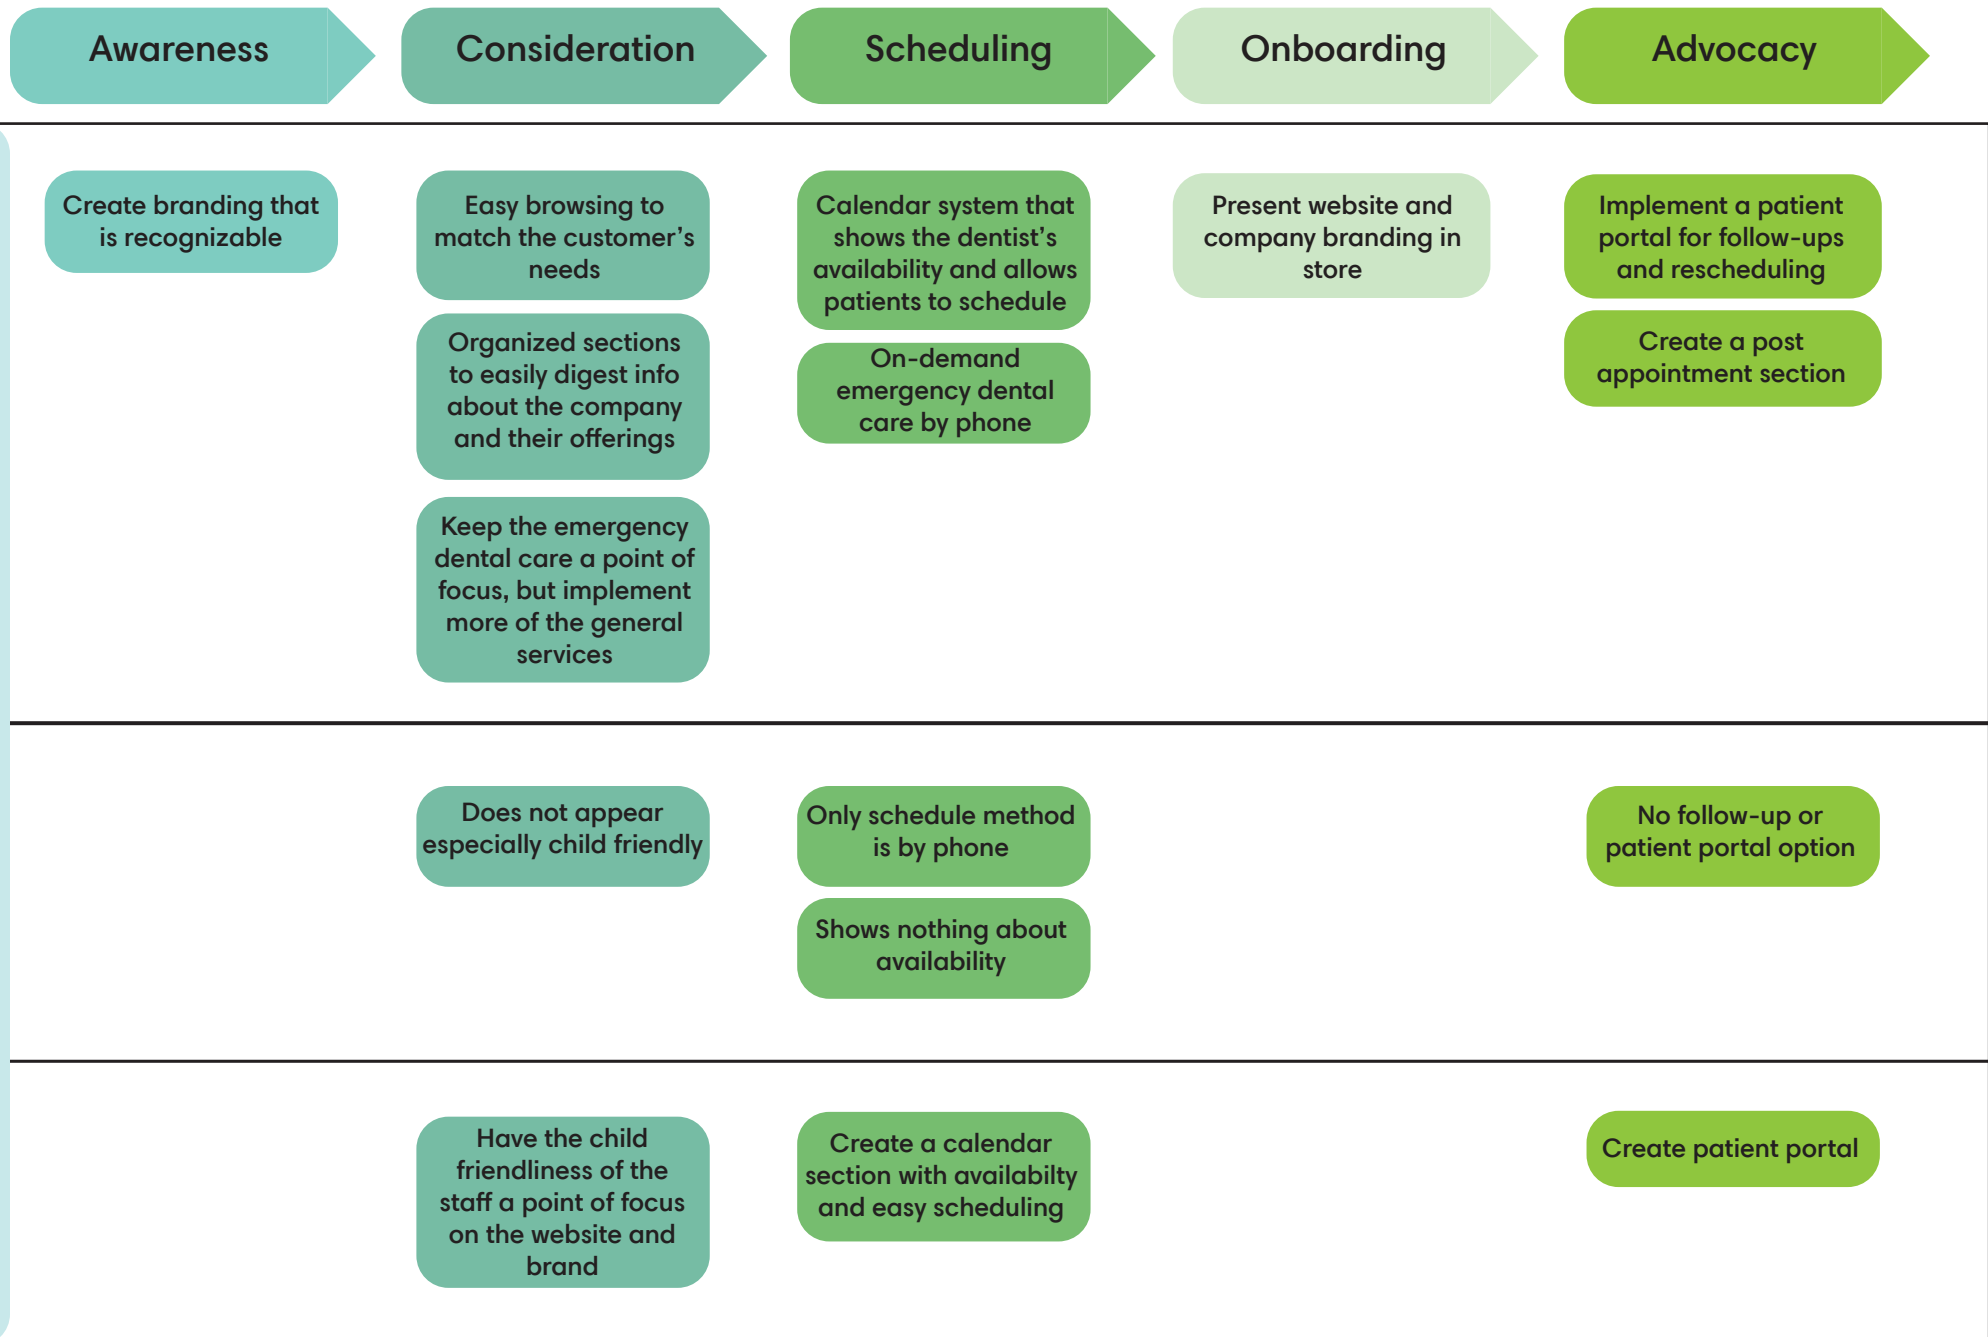 Awareness
Consideration
Scheduling
Onboarding
Advocacy
Create branding that
is recognizable
Easy browsing to
match the customer's
needs
Organized sections
to easily digest info
about the company
and their offerings
Keep the emergency
dental care a point of
focus, but implement
more of the general
services
Calendar system that
shows the dentist's
availability and allows
patients to schedule
On-demand
emergency dental
care by phone
Present website and
company branding in
store
Implement a patient
portal for follow-ups
and rescheduling
Create a post
appointment section
Does not appear
especially child friendly
Only schedule method
is by phone
Shows nothing about
availability
No follow-up or
patient portal option
Have the child
friendliness of the
staff a point of focus
on the website and
brand
Create a calendar
section with availabilty
and easy scheduling
Create patient portal